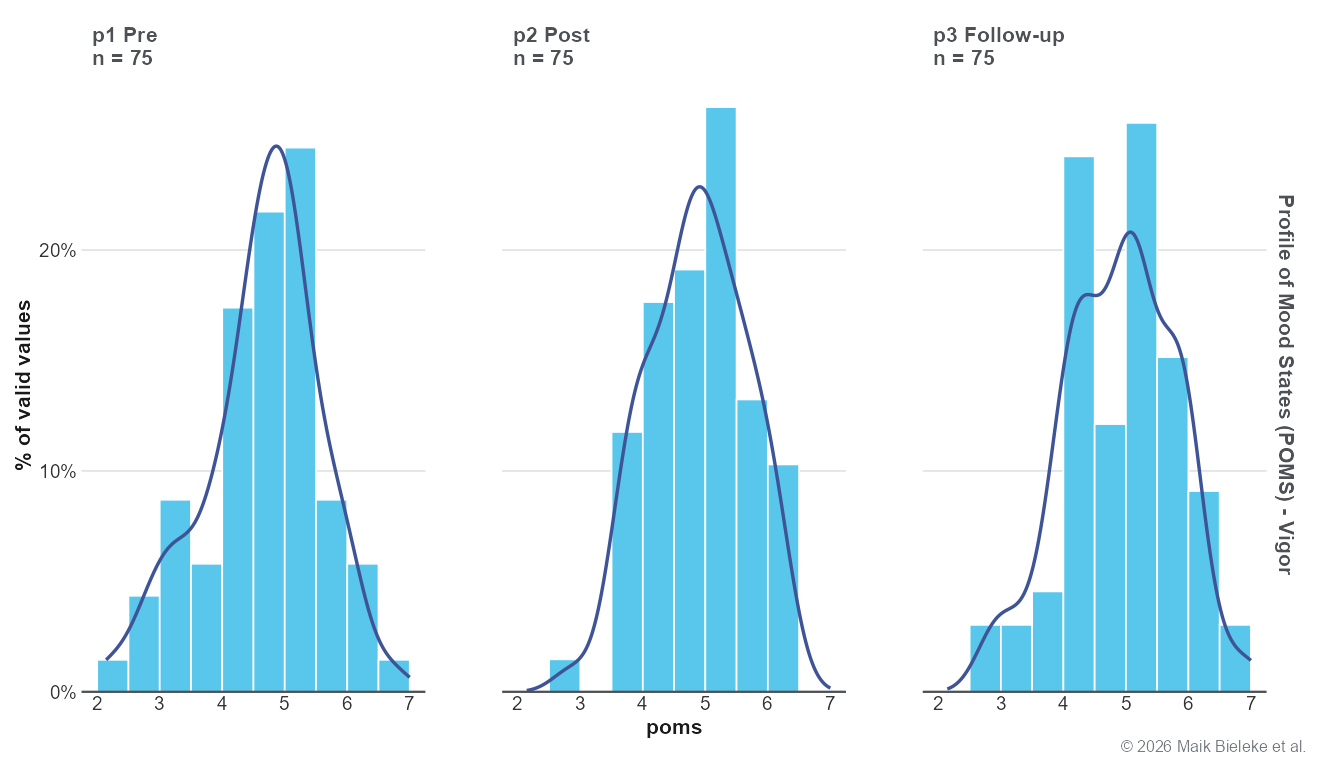 p1 Pre
n = 75
p2 Post
n = 75
p3 Follow-up
n = 75
% of valid values
20%
10%
0%
2 3 4 5 6 7
2 3 4 5 6 7
2 3 4 5 6 7
poms
Profile of Mood States (POMS) - Vigor
© 2026 Maik Bieleke et al.